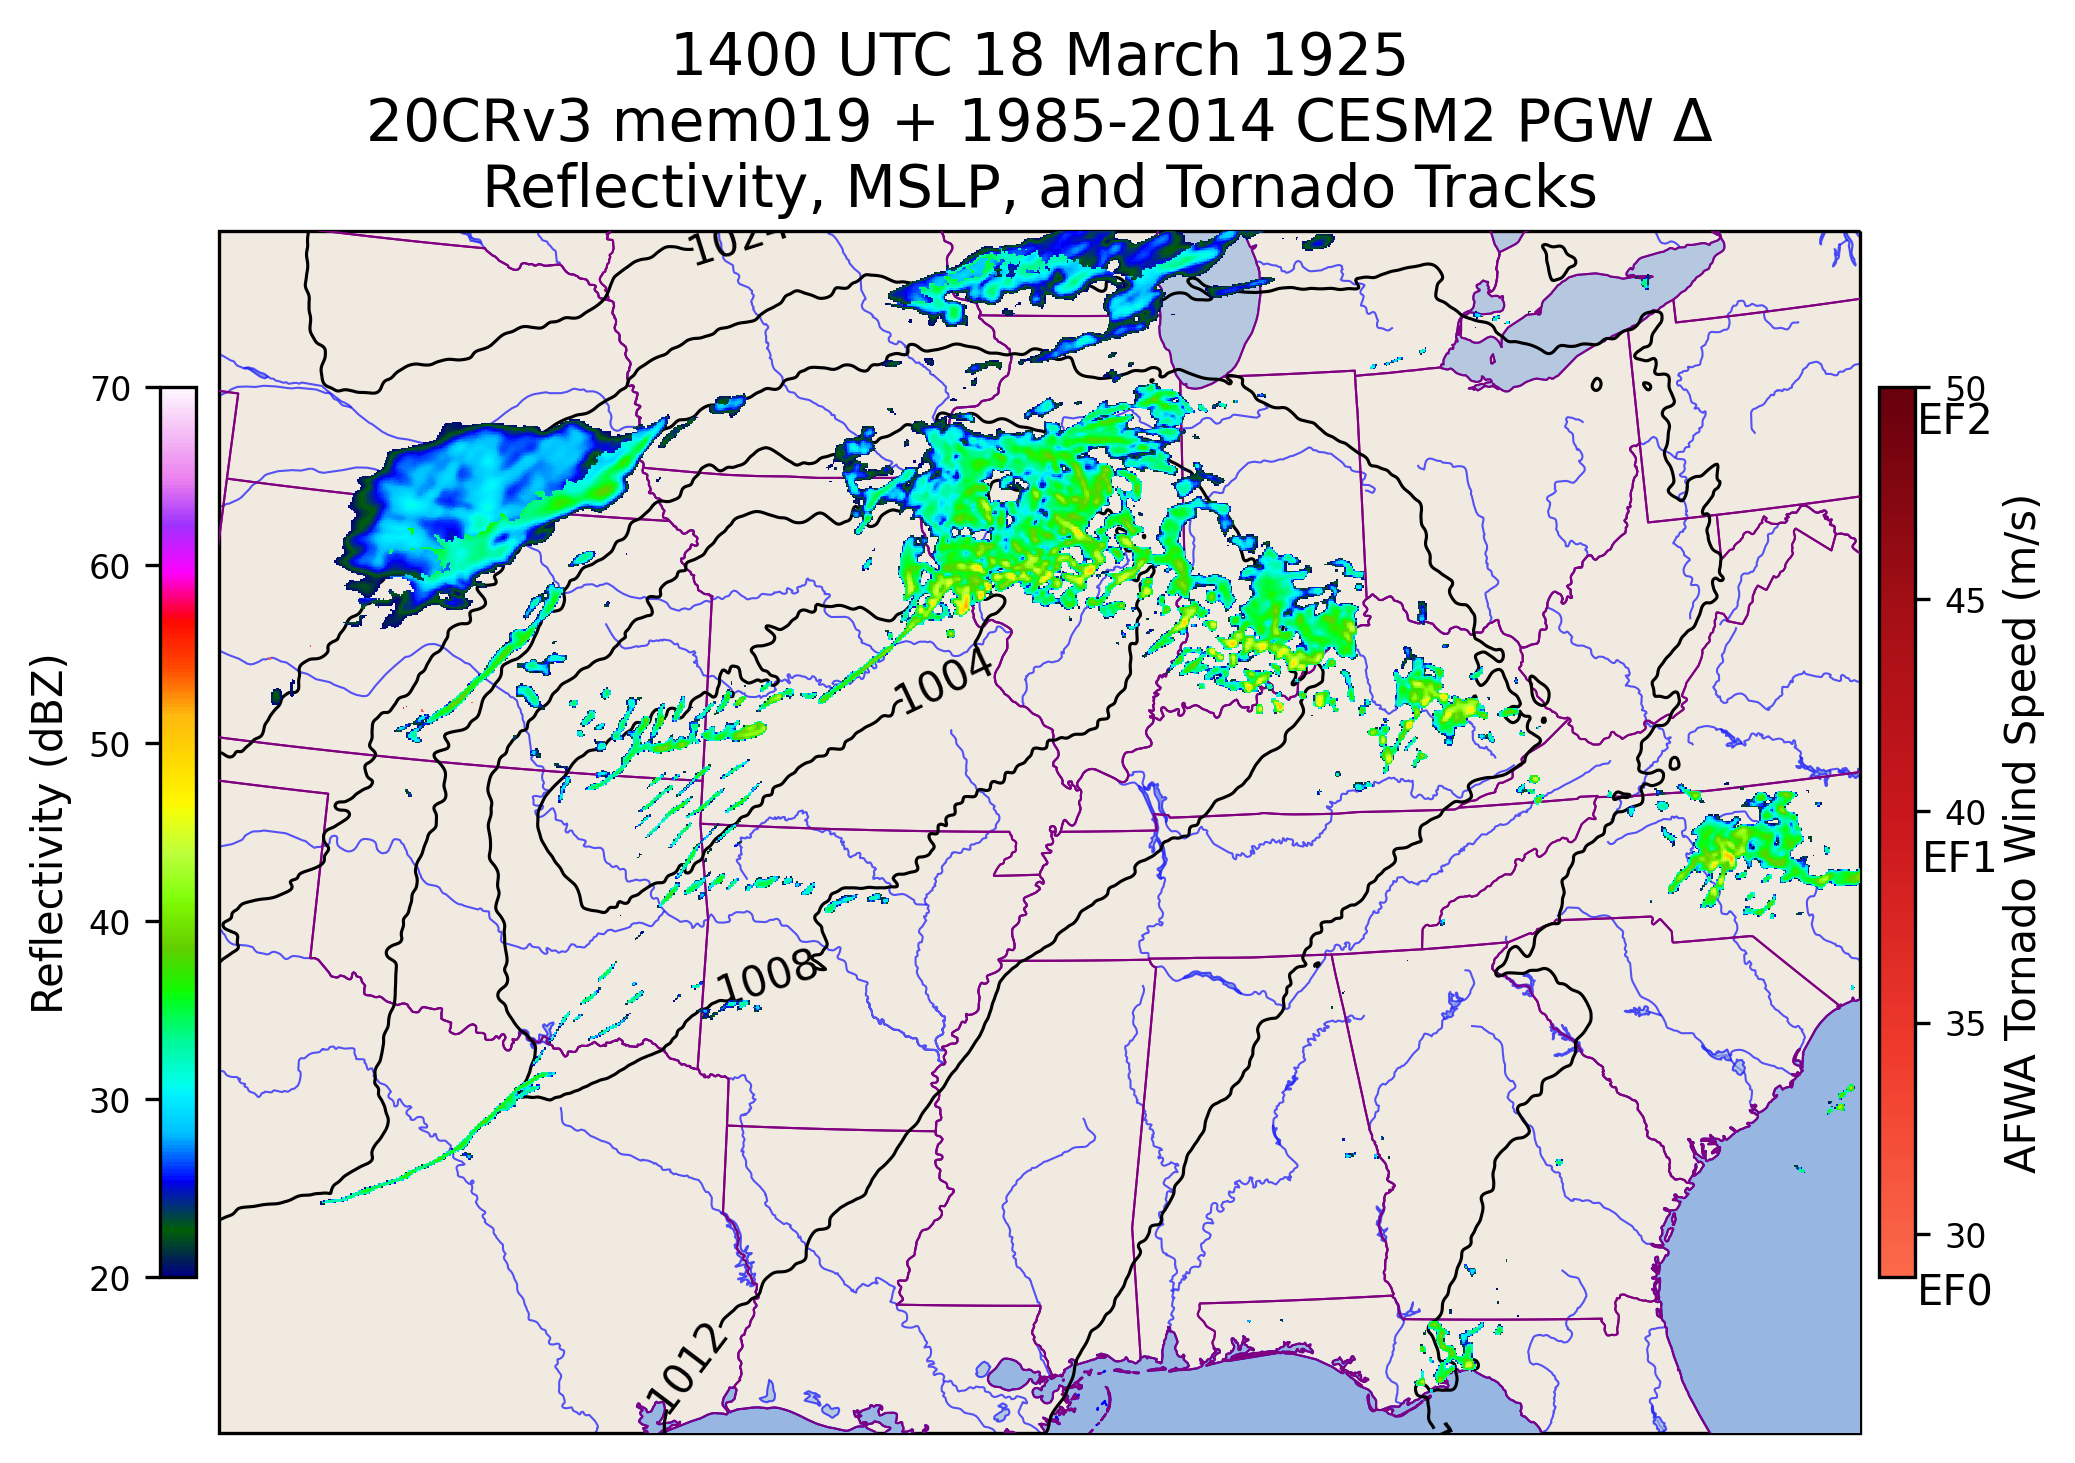 1400 UTC 18 March 1925
20CRv3 mem019 + 1985-2014 CESM2 PGW Δ
Reflectivity, MSLP, and Tornado Tracks
1004
1008
1012
70
60
50
40
30
20
Reflectivity (dBZ)
50
EF2
45
40
EF1
35
30
EF0
AFWA Tornado Wind Speed (m/s)